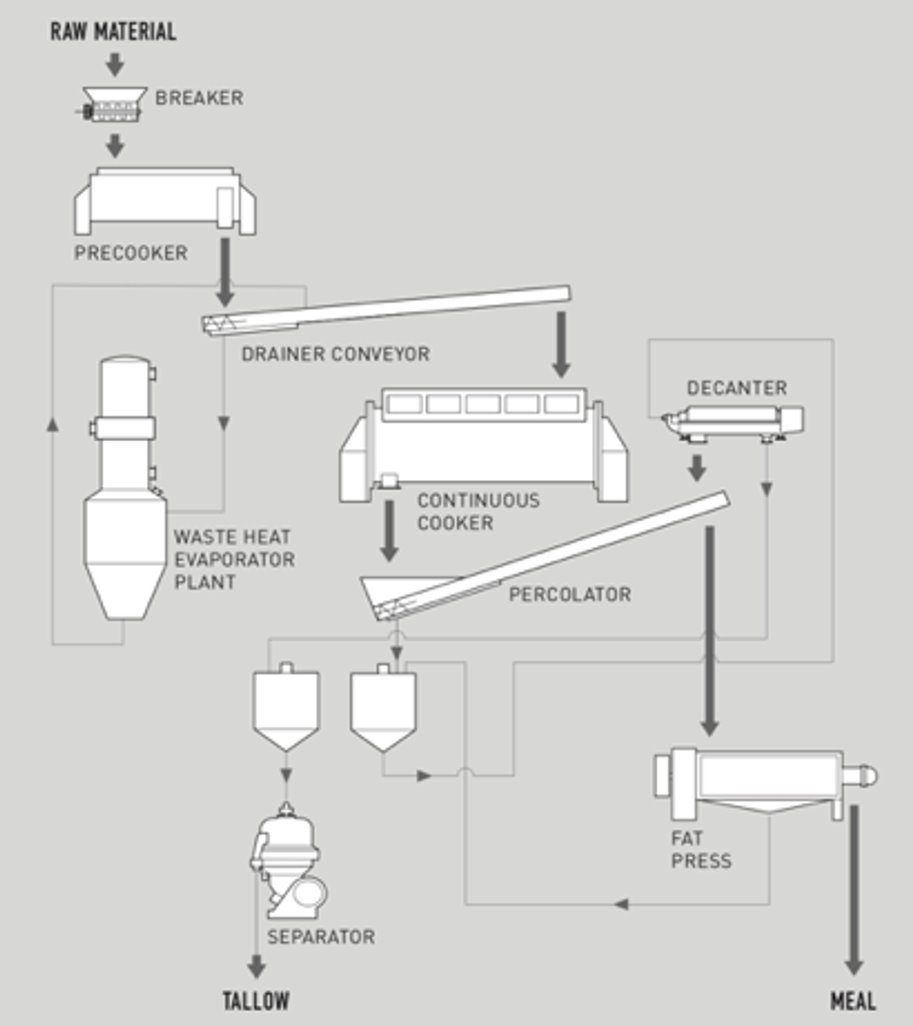 RAW MATERIAL
BREAKER
PRECOOKER
DRAINER CONVEYOR
DECANTER
CONTINUOUS
COOKER
WASTE HEAT
EVAPORATOR
PLANT
PERCOLATOR
FAT
PRESS
SEPARATOR
TALLOW
MEAL